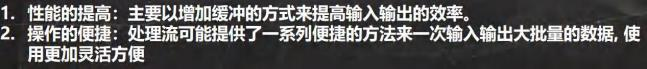 1. 性能的提高：主要以增加缓冲的方式来提高输入输出的效率。
2. 操作的便捷：处理流可能提供了一系列便捷的方法来一次输入输出大批量的数据, 使
用更加灵活方便